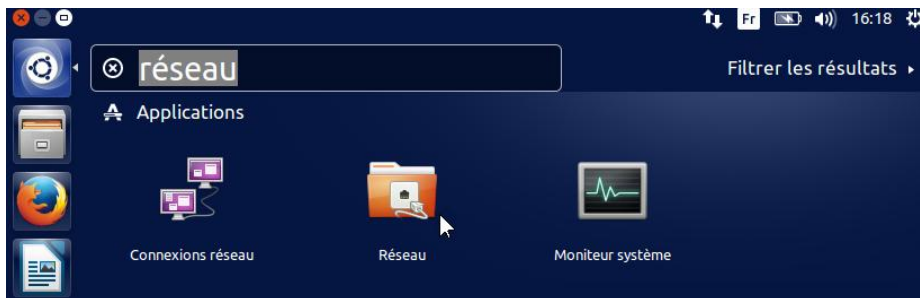 Fr 16:18
réseau
Filtrer les résultats
Applications
Connexions réseau
Réseau
Moniteur système